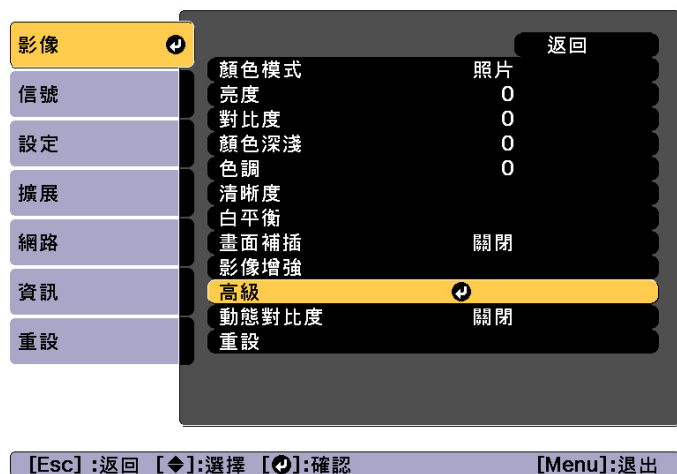 影像
信號
設定
擴展
網路
資訊
重設
返回
顏色模式 照片
亮度 0
對比度 0
顏色深淺 0
色調 0
清晰度
白平衡
畫面補插 關閉
影像增強
高級
動態對比度 關閉
重設
[Esc] :返回 [◆]:選擇 [⏎]:確認 [Menu]:退出